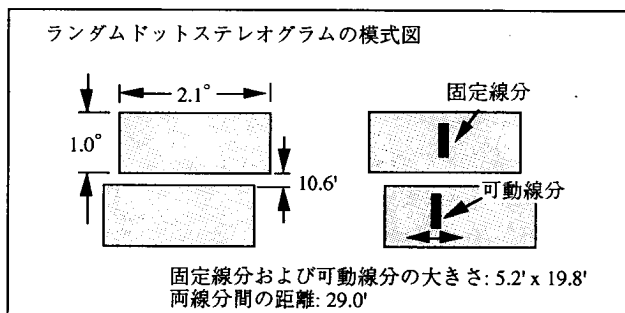 ランダムドットステレオグラムの模式図
2.1°
固定線分
1.0°
10.6'
可動線分
固定線分および可動線分の大きさ: 5.2' x 19.8'
両線分間の距離: 29.0'